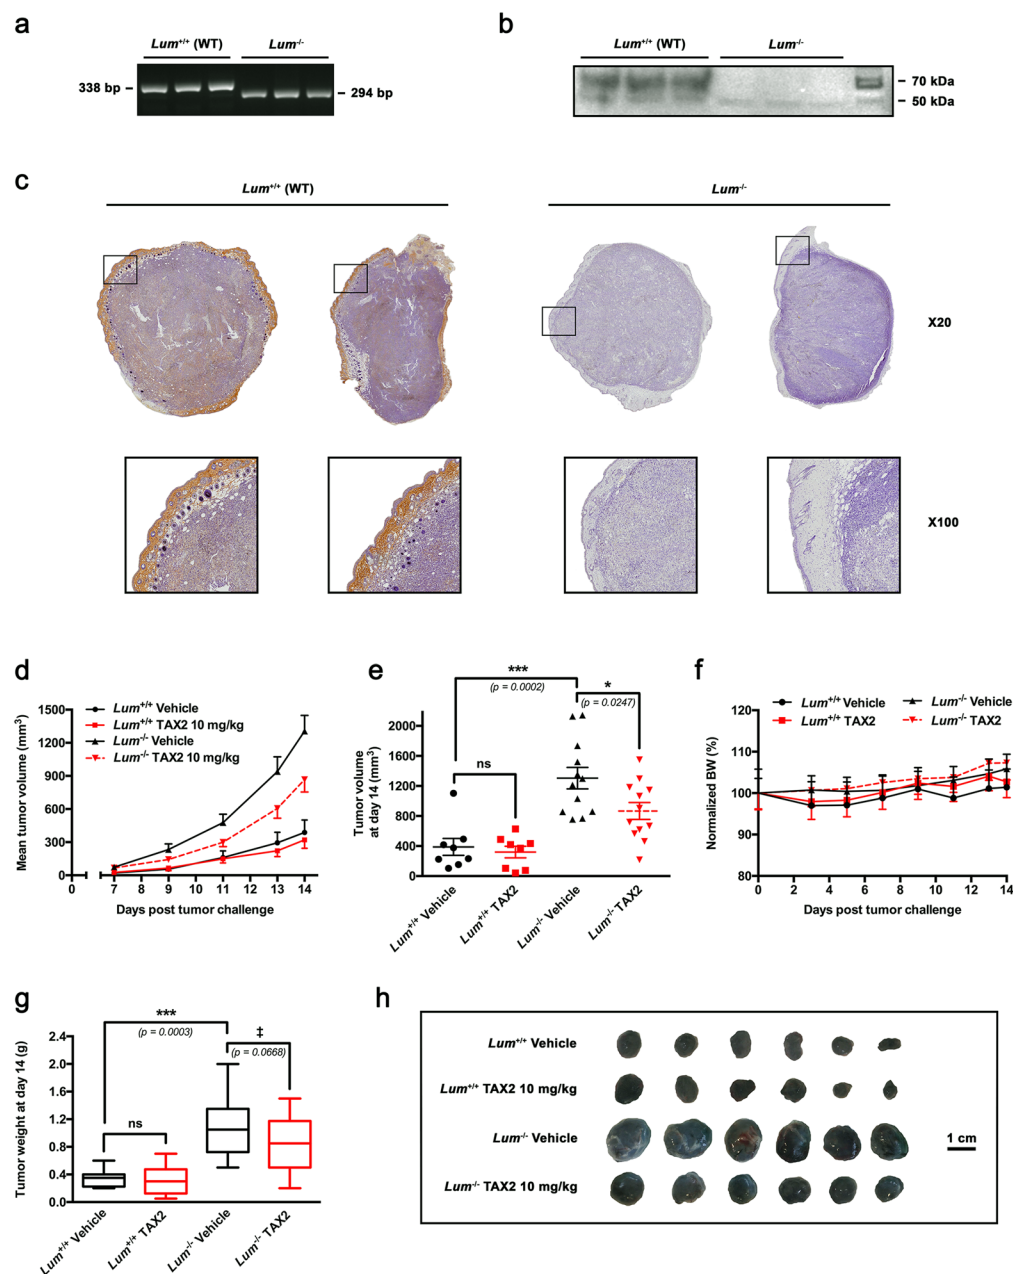 a
Lum+/+ (WT) Lum-/-
338 bp
294 bp
b
Lum+/+ (WT) Lum-/-
70 kDa
50 kDa
c
Lum+/+ (WT) Lum-/-
X20
X100
d
Mean tumor volume (mm³)
1500
1200
900
600
300
0
Lum+/+ Vehicle
Lum+/+ TAX2 10 mg/kg
Lum-/- Vehicle
Lum-/- TAX2 10 mg/kg
0 7 9 11 13 14
Days post tumor challenge
e
***
(p = 0.0002)
*
(p = 0.0247)
ns
Tumor volume
at day 14 (mm³)
2000
1600
1200
800
400
0
Lum+/+ Vehicle
Lum+/+ TAX2
Lum-/- Vehicle
Lum-/- TAX2
f
Lum+/+ Vehicle Lum-/- Vehicle
Lum+/+ TAX2 Lum-/- TAX2
Normalized BW (%)
120
110
100
90
80
0 2 4 6 8 10 12 14
Days post tumor challenge
g
***
(p = 0.0003)
‡
(p = 0.0668)
ns
Tumor weight at day 14 (g)
2.4
2.0
1.6
1.2
0.8
0.4
0.0
Lum+/+ Vehicle
Lum+/+ TAX2
Lum-/- Vehicle
Lum-/- TAX2
h
Lum+/+ Vehicle
Lum+/+ TAX2 10 mg/kg
Lum-/- Vehicle
Lum-/- TAX2 10 mg/kg
1 cm